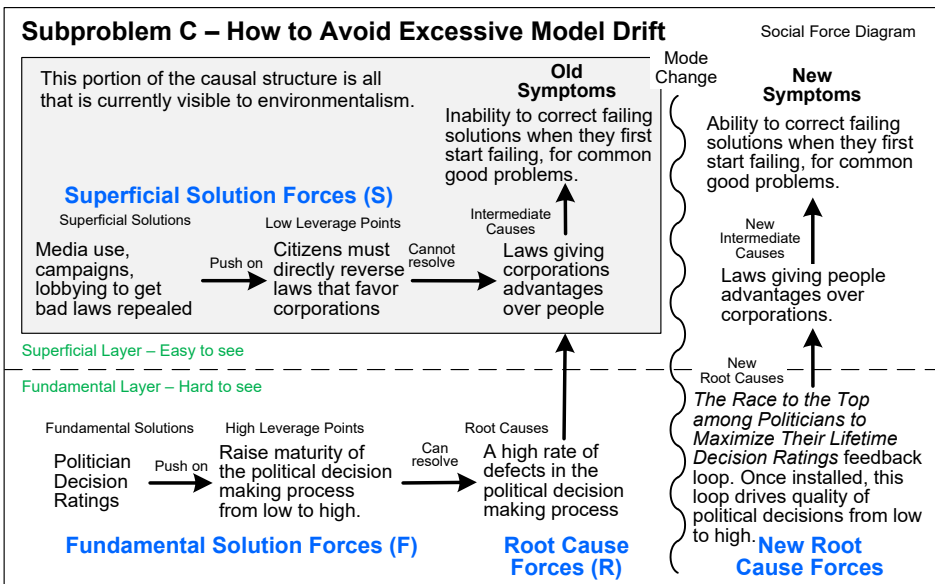 Subproblem C – How to Avoid Excessive Model Drift
Social Force Diagram
This portion of the causal structure is all
that is currently visible to environmentalism.
Old
Symptoms
Inability to correct failing
solutions when they first
start failing, for common
good problems.
Superficial Solution Forces (S)
Superficial Solutions
Media use,
campaigns,
lobbying to get
bad laws repealed
Push on
Low Leverage Points
Citizens must
directly reverse
laws that favor
corporations
Cannot
resolve
Intermediate
Causes
Laws giving
corporations
advantages
over people
Superficial Layer – Easy to see
Fundamental Layer – Hard to see
Fundamental Solutions
Politician
Decision
Ratings
Push on
High Leverage Points
Raise maturity of
the political decision
making process
from low to high.
Can
resolve
Root Causes
A high rate of
defects in the
political decision
making process
Fundamental Solution Forces (F)
Root Cause
Forces (R)
Mode
Change
New
Symptoms
Ability to correct failing
solutions when they first
start failing, for common
good problems.
New
Intermediate
Causes
Laws giving people
advantages over
corporations.
New
Root Causes
The Race to the Top
among Politicians to
Maximize Their Lifetime
Decision Ratings feedback
loop. Once installed, this
loop drives quality of
political decisions from low
to high.
New Root
Cause Forces